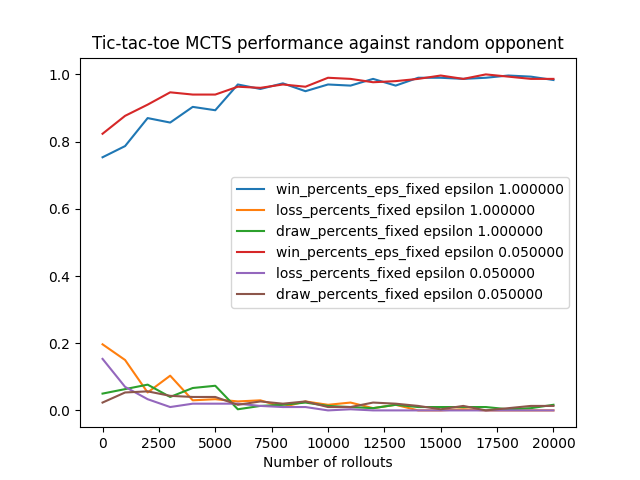 Tic-tac-toe MCTS performance against random opponent
1.0
0.8
0.6
0.4
0.2
0.0
win_percents_eps_fixed epsilon 1.000000
loss_percents_fixed epsilon 1.000000
draw_percents_fixed epsilon 1.000000
win_percents_eps_fixed epsilon 0.050000
loss_percents_fixed epsilon 0.050000
draw_percents_fixed epsilon 0.050000
0 2500 5000 7500 10000 12500 15000 17500 20000
Number of rollouts